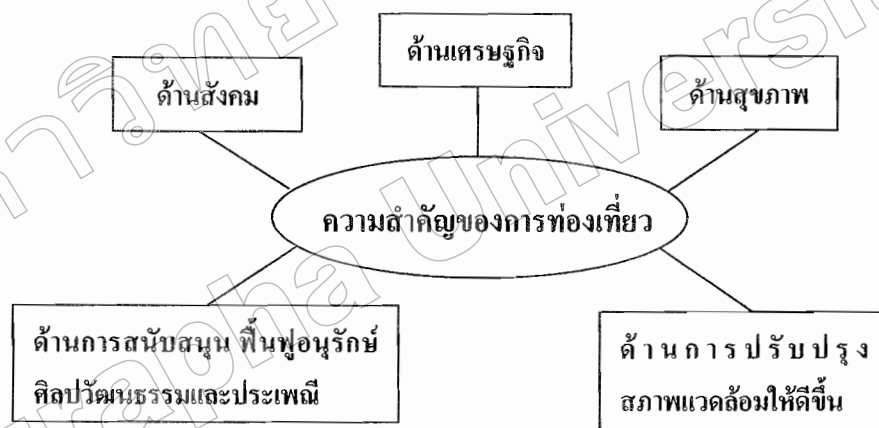 ด้านเศรษฐกิจ
ด้านสังคม
ด้านสุขภาพ
ความสำคัญของการท่องเที่ยว
ด้านการสนับสนุน ฟื้นฟูอนุรักษ์
ศิลปวัฒนธรรมและประเพณี
ด้านการปรับปรุง
สภาพแวดล้อมให้ดีขึ้น